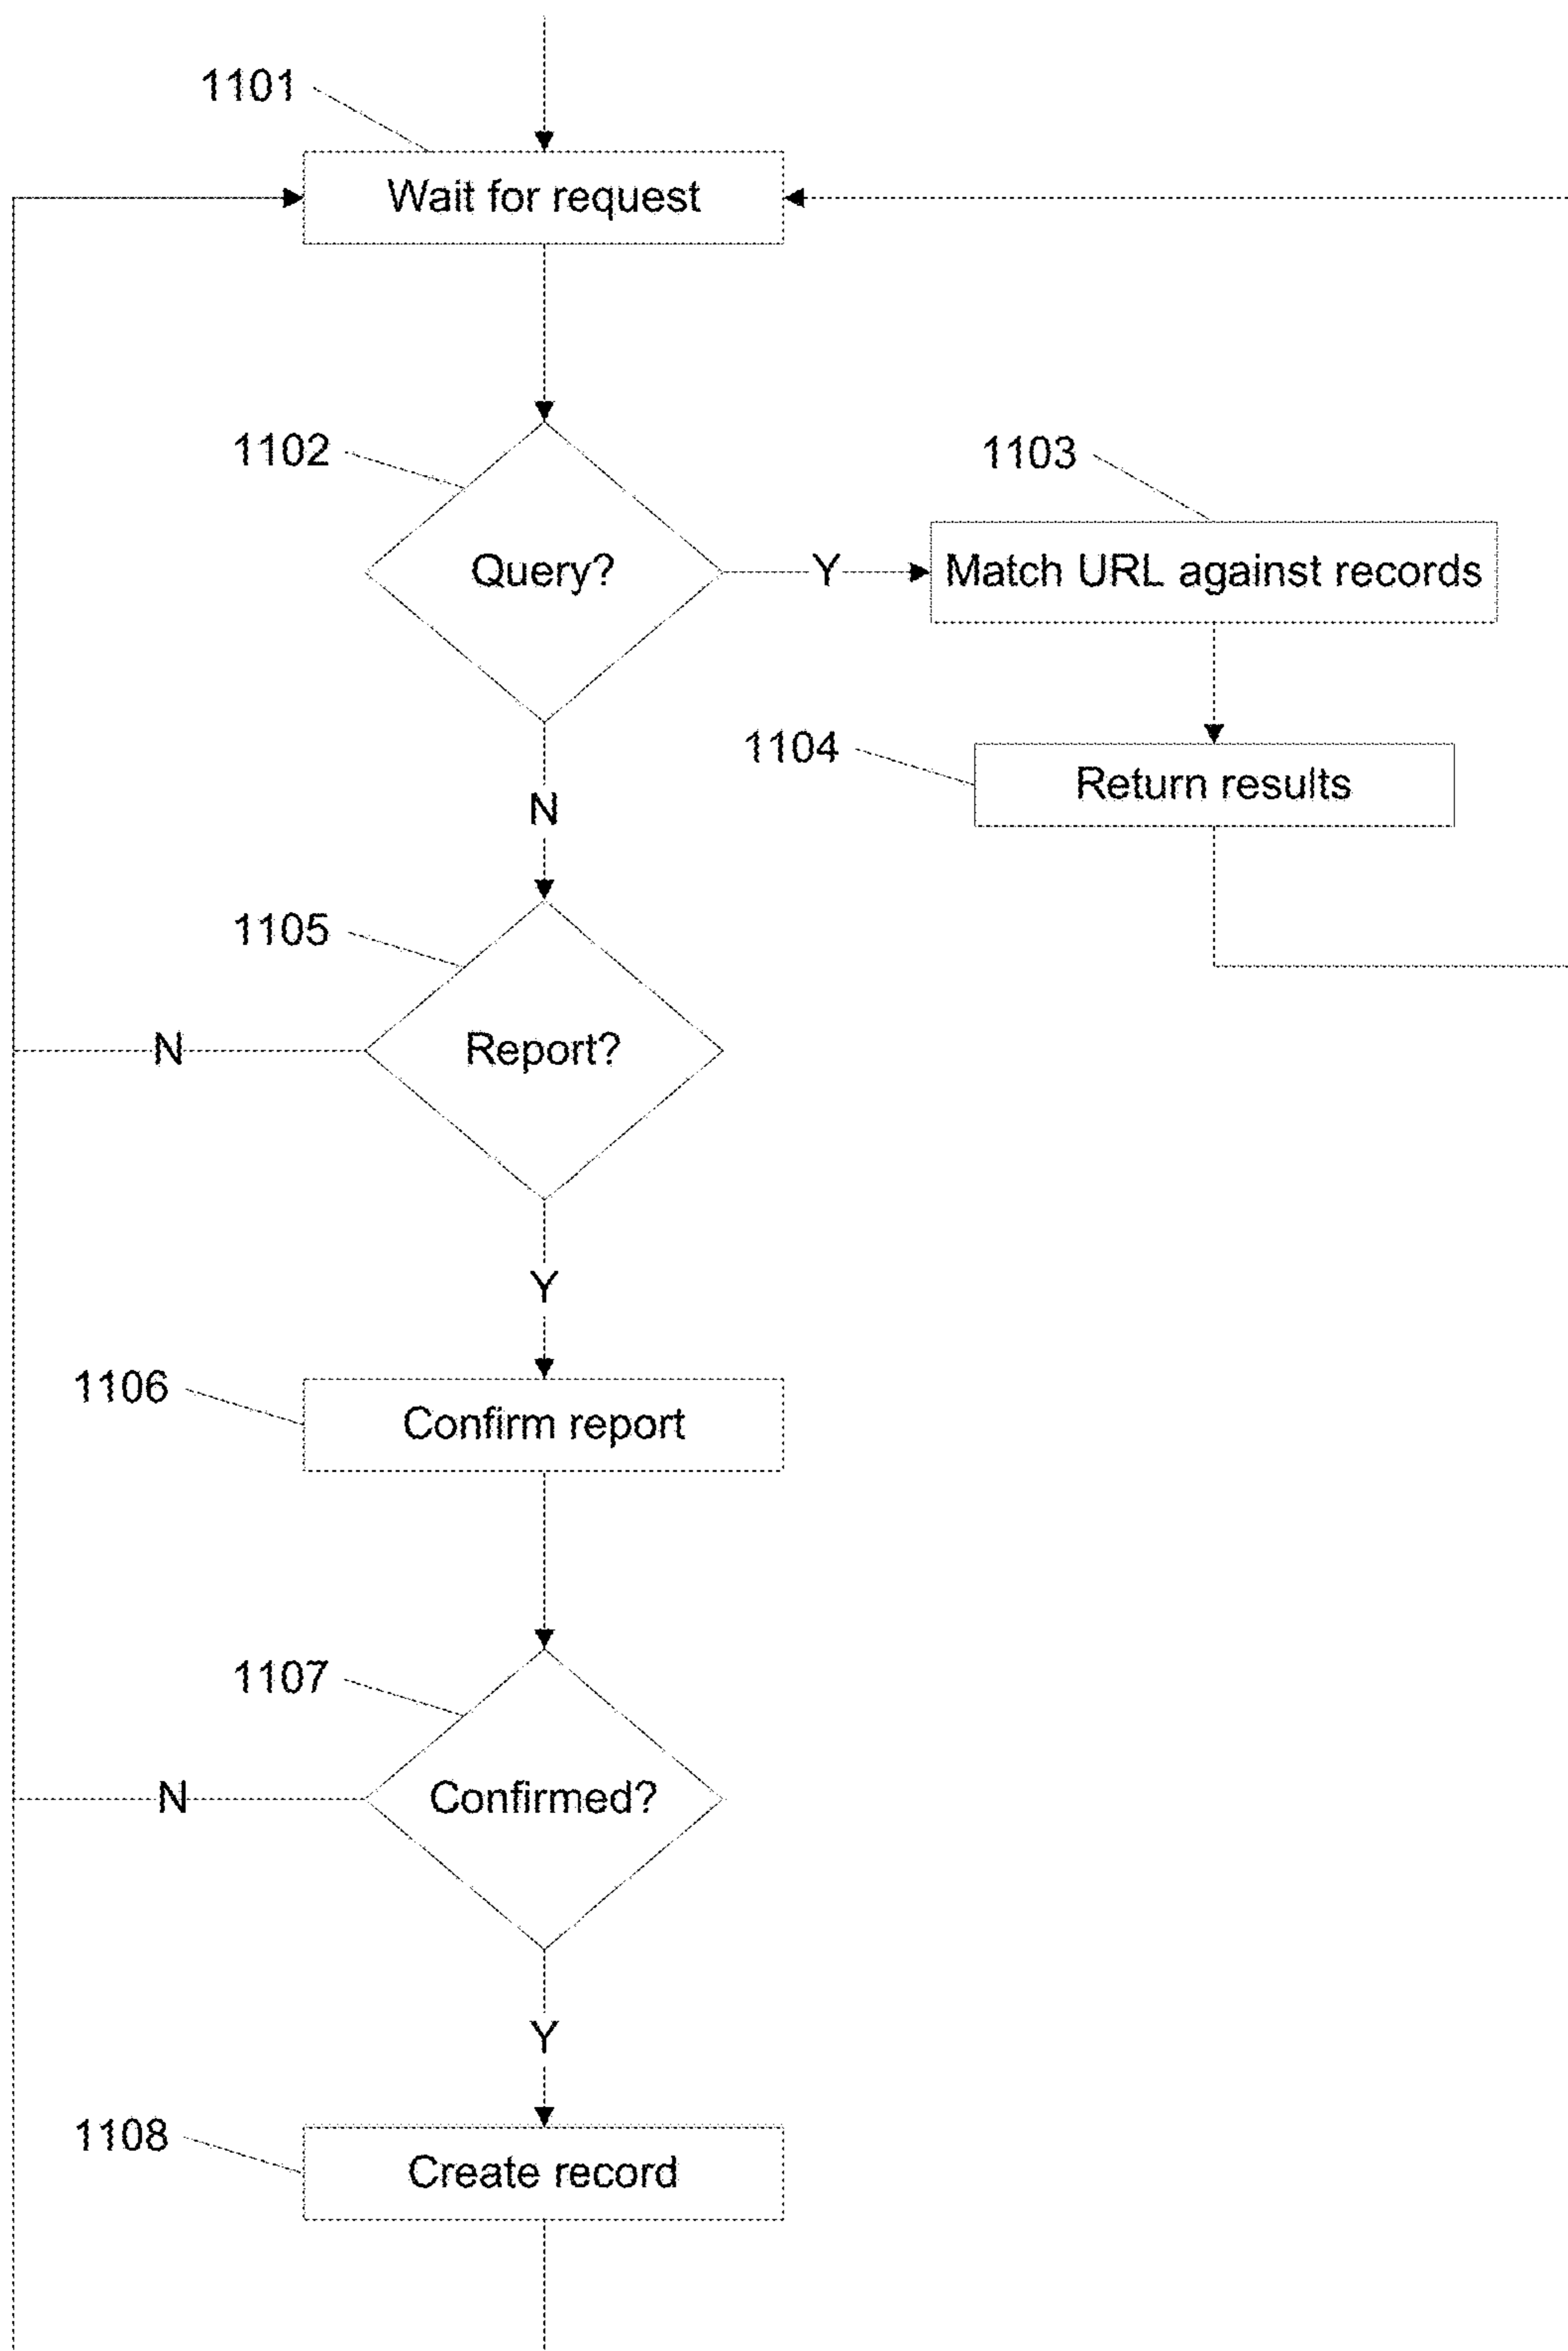 1101
Wait for request
1102
Query?
Y
1103
Match URL against records
1104
Return results
N
1105
Report?
N
Y
1106
Confirm report
1107
Confirmed?
N
Y
1108
Create record